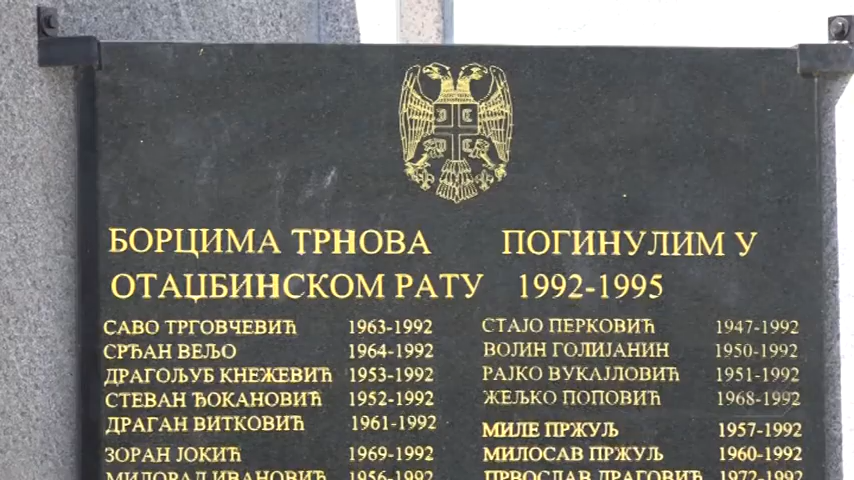 БОРЦИМА ТРНОВА ПОГИНУЛИМ У
ОТАЏБИНСКОМ РАТУ 1992-1995
САВО ТРГОВЧЕВИЋ 1963-1992
СРЂАН ВЕЉО 1964-1992
ДРАГОЉУБ КНЕЖЕВИЋ 1953-1992
СТЕВАН ЂОКАНОВИЋ 1952-1992
ДРАГАН ВИТКОВИЋ 1961-1992
ЗОРАН ЈОКИЋ 1969-1992
МИЛОРАД ИВАНОВИЋ 1956-1992
СТАЈО ПЕРКОВИЋ 1947-1992
ВОЈИН ГОЛИЈАНИН 1950-1992
РАЈКО ВУКАЈЛОВИЋ 1951-1992
ЖЕЉКО ПОПОВИЋ 1968-1992
МИЛЕ ПРЖУЉ 1957-1992
МИЛОСАВ ПРЖУЉ 1960-1992
ПРВОСЛАВ ДРАГОВИЋ 1972-1992